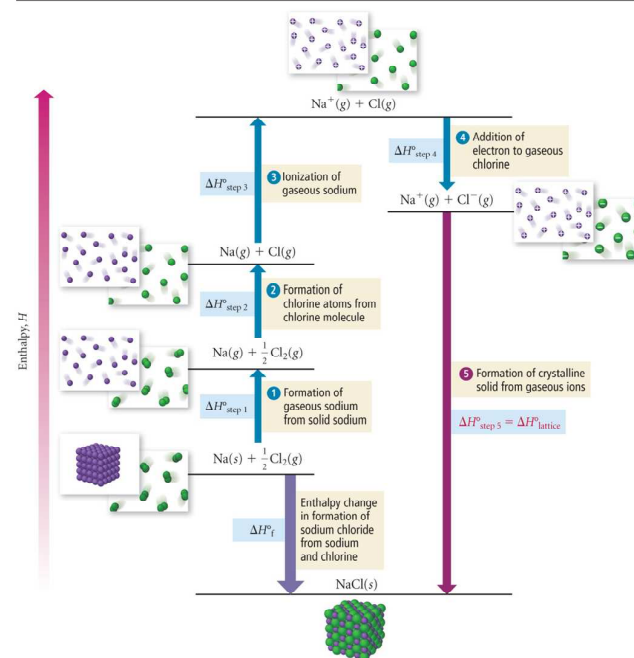 Na⁺(g) + Cl(g)
ΔH°step 4
4 Addition of
electron to gaseous
chlorine
ΔH°step 3
3 Ionization of
gaseous sodium
Na⁺(g) + Cl⁻(g)
Na(g) + Cl(g)
ΔH°step 2
2 Formation of
chlorine atoms from
chlorine molecule
Enthalpy, H
Na(g) + 1/2 Cl₂(g)
ΔH°step 1
1 Formation of
gaseous sodium
from solid sodium
5 Formation of crystalline
solid from gaseous ions
ΔH°step 5 = ΔH°lattice
Na(s) + 1/2 Cl₂(g)
ΔH°f
Enthalpy change
in formation of
sodium chloride
from sodium
and chlorine
NaCl(s)